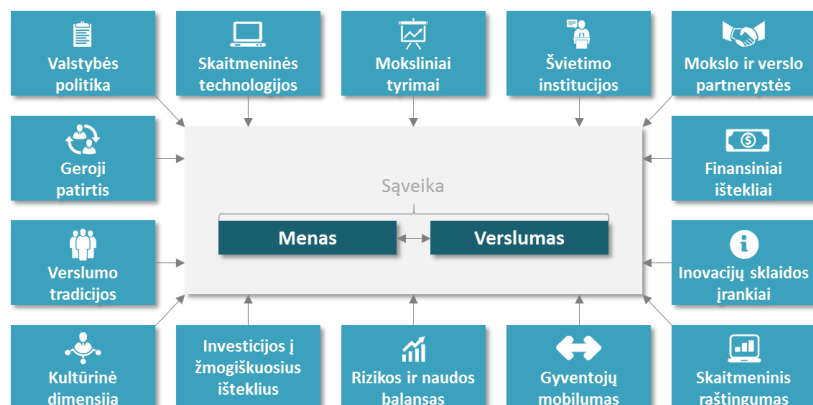 Valstybės
politika
Skaitmeninės
technologijos
Moksliniai
tyrimai
Švietimo
institucijos
Mokslo ir verslo
partnerystės
Geroji
patirtis
Finansiniai
ištekliai
Sąveika
Menas
Verslumas
Verslumo
tradicijos
Inovacijų sklaidos
įrankiai
Kultūrinė
dimensija
Investicijos į
žmogiškuosius
išteklius
Rizikos ir naudos
balansas
Gyventojų
mobilumas
Skaitmeninis
raštingumas